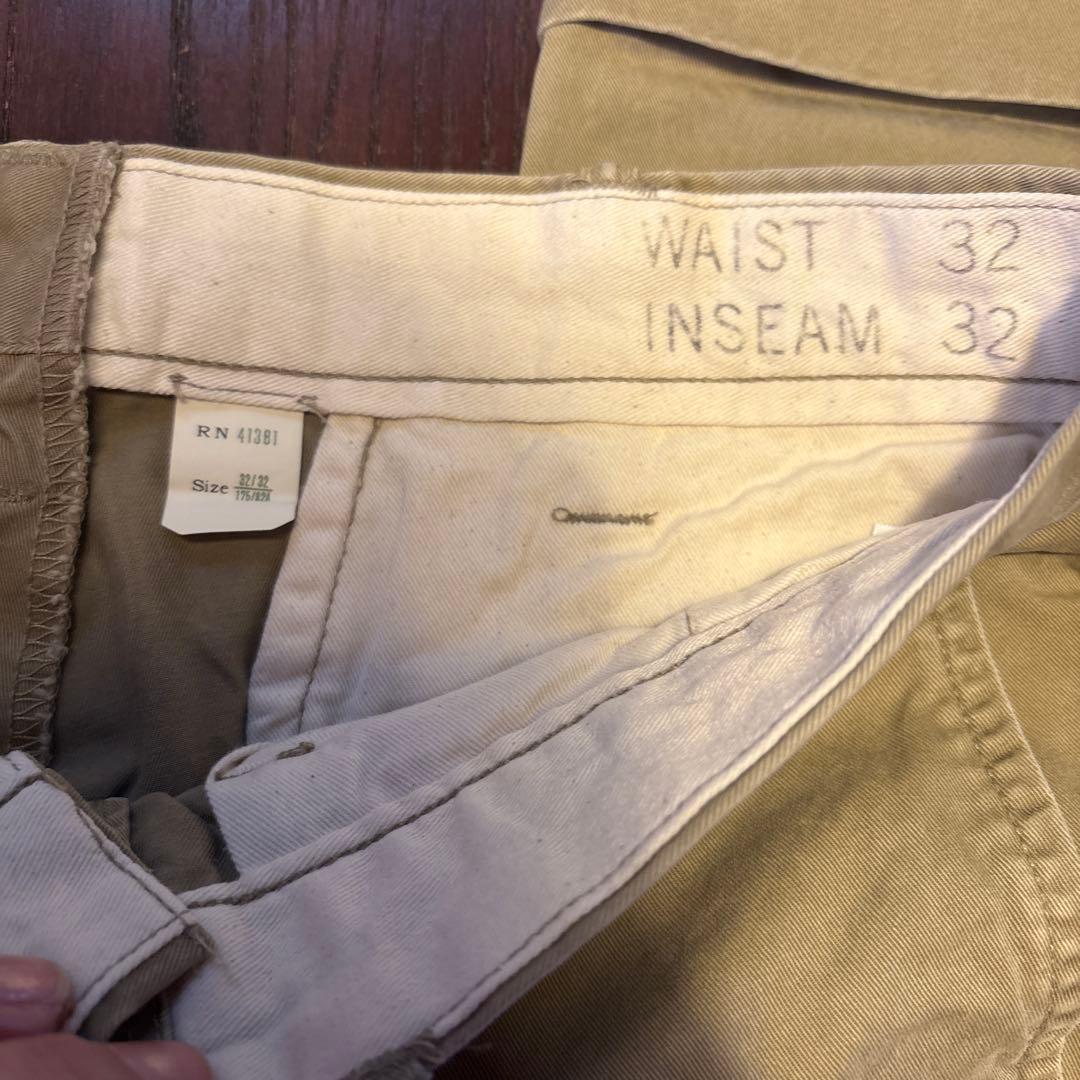 WAIST 32
INSEAM 32
RN 41381
Size 32/32
175/82A